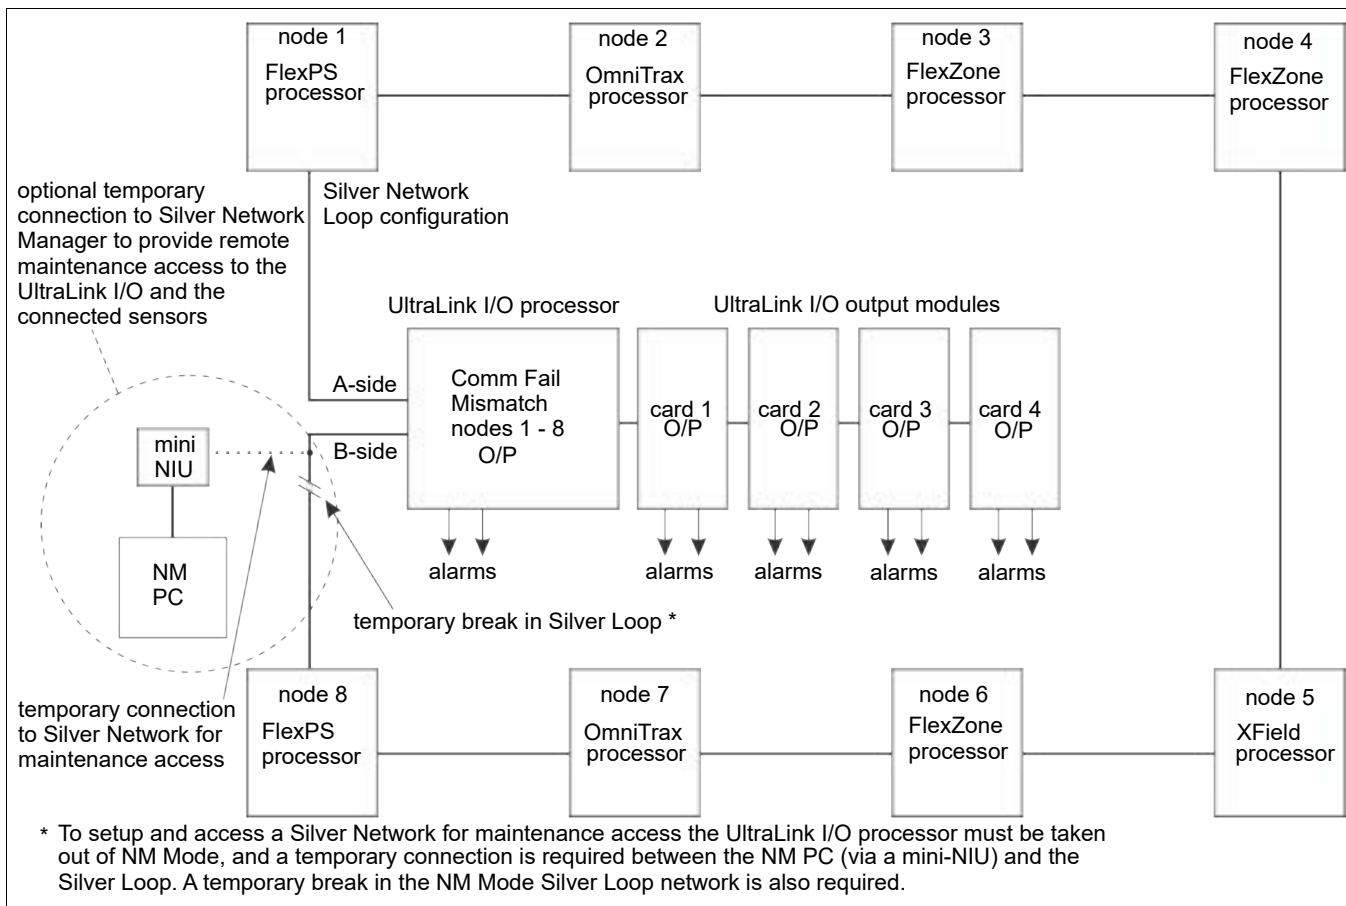 node 1
FlexPS
processor
node 2
OmniTrax
processor
node 3
FlexZone
processor
node 4
FlexZone
processor
optional temporary
connection to Silver Network
Manager to provide remote
maintenance access to the
UltraLink I/O and the
connected sensors
Silver Network
Loop configuration
UltraLink I/O processor
UltraLink I/O output modules
A-side
B-side
Comm Fail
Mismatch
nodes 1 - 8
O/P
card 1
O/P
card 2
O/P
card 3
O/P
card 4
O/P
mini
NIU
NM
PC
alarms
alarms
alarms
alarms
alarms
temporary break in Silver Loop *
temporary connection
to Silver Network for
maintenance access
node 8
FlexPS
processor
node 7
OmniTrax
processor
node 6
FlexZone
processor
node 5
XField
processor
* To setup and access a Silver Network for maintenance access the UltraLink I/O processor must be taken
out of NM Mode, and a temporary connection is required between the NM PC (via a mini-NIU) and the
Silver Loop. A temporary break in the NM Mode Silver Loop network is also required.